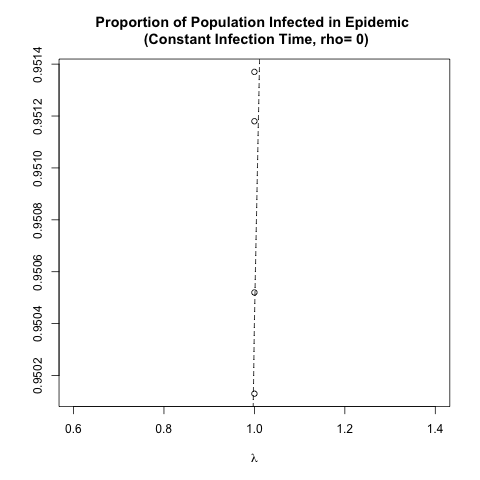 Proportion of Population Infected in Epidemic
(Constant Infection Time, rho= 0)
0.9514
0.9512
0.9510
0.9508
0.9506
0.9504
0.9502
0.6 0.8 1.0 1.2 1.4
λ